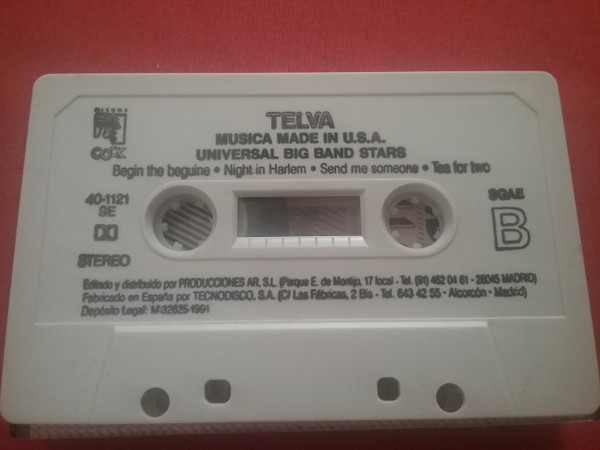 TELVA
MUSICA MADE IN U.S.A.
UNIVERSAL BIG BAND STARS
Begin the beguine • Night in Harlem • Send me someone • Tea for two
40-1121
SE
STEREO
SGAE
B
Editado y distribuido por PRODUCCIONES AR, S.L. (Parque E. de Montijo, 17 local - Tel. (91) 462 04 61 - 28045 MADRID)
Fabricado en España por TECNODISCO, S.A. (C/ Las Fábricas, 2 Bis - Tel. 643 42 55 - Alcorcón - Madrid)
Depósito Legal: M-32625-1991